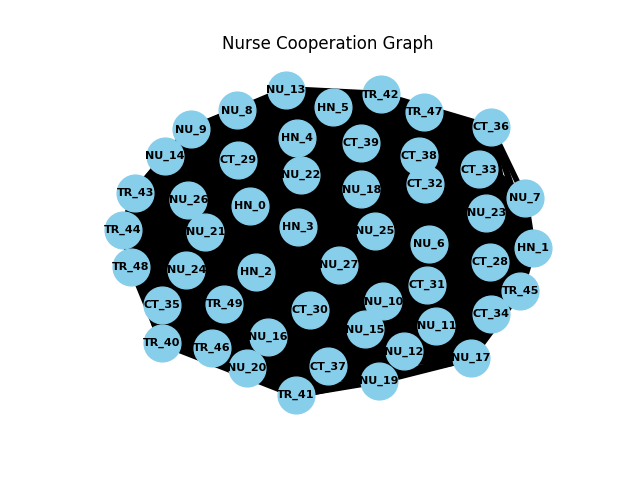 Nurse Cooperation Graph
NU_13
TR_42
HN_5
NU_8
TR_47
CT_36
NU_9
HN_4
CT_39
NU_14
CT_38
CT_29
CT_33
NU_22
CT_32
NU_18
TR_43
NU_7
NU_26
HN_0
NU_23
HN_3
TR_44
NU_21
NU_25
NU_6
HN_1
CT_28
NU_27
TR_48
NU_24
HN_2
CT_31
TR_45
NU_10
TR_49
CT_35
CT_30
CT_34
NU_11
NU_15
NU_16
TR_40
TR_46
NU_12
NU_17
CT_37
NU_20
NU_19
TR_41